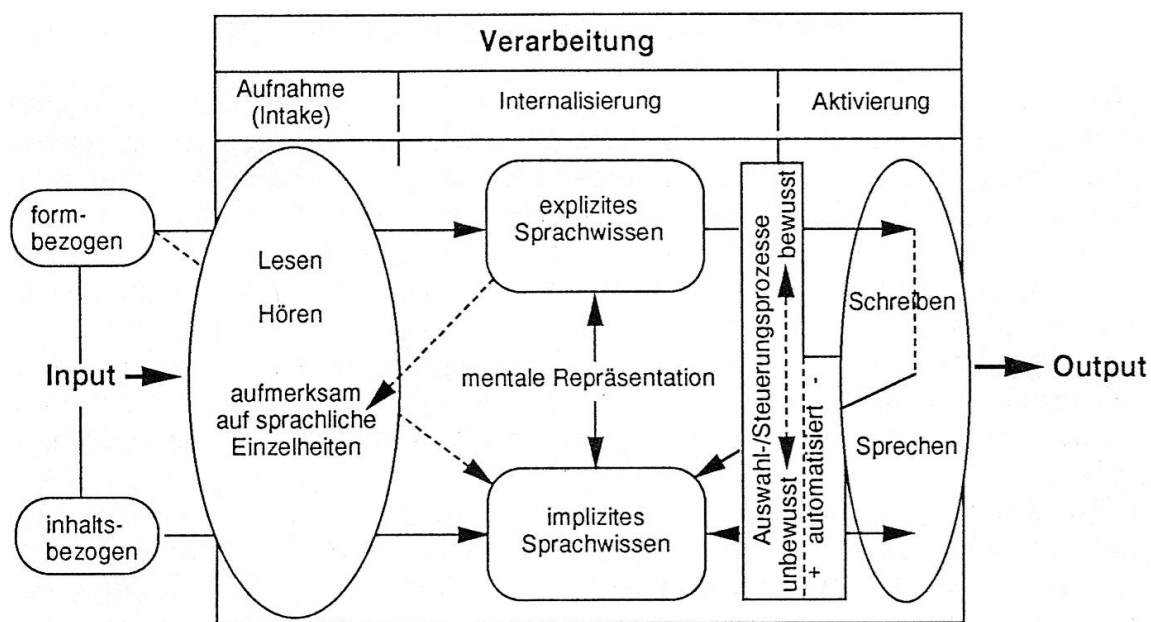 Verarbeitung
Aufnahme
(Intake)
Internalisierung
Aktivierung
form-
bezogen
Input
inhalts-
bezogen
Lesen
Hören
aufmerksam
auf sprachliche
Einzelheiten
explizites
Sprachwissen
mentale Repräsentation
implizites
Sprachwissen
Auswahl-/Steuerungsprozesse
unbewusst bewusst
+ automatisiert -
Schreiben
Sprechen
Output